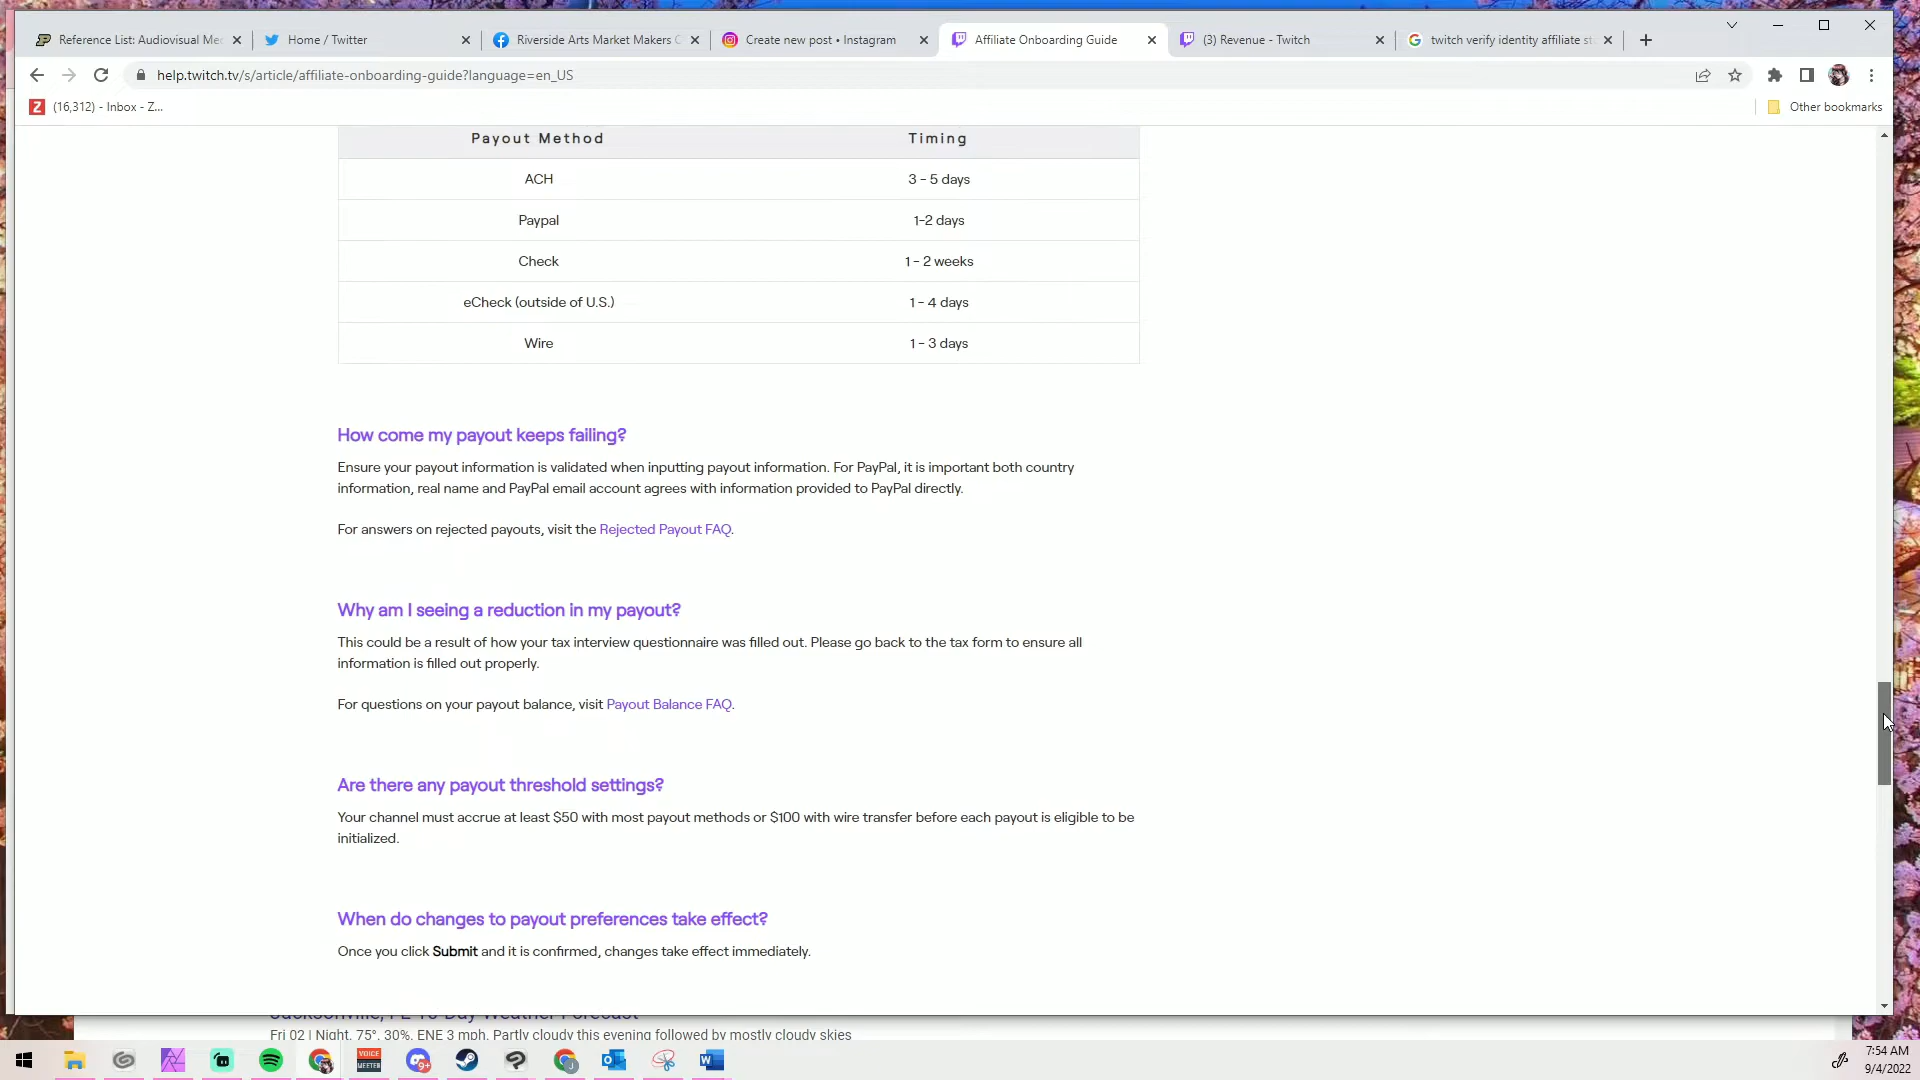 Reference List: Audiovisual Me
Home / Twitter
Riverside Arts Market Makers C
Create new post • Instagram
Affiliate Onboarding Guide
(3) Revenue - Twitch
twitch verify identity affiliate st
help.twitch.tv/s/article/affiliate-onboarding-guide?language=en_US
Z (16,312) - Inbox - Z...
Other bookmarks
Payout Method Timing
ACH 3 - 5 days
Paypal 1-2 days
Check 1 - 2 weeks
eCheck (outside of U.S.) 1 - 4 days
Wire 1 - 3 days
How come my payout keeps failing?
Ensure your payout information is validated when inputting payout information. For PayPal, it is important both country
information, real name and PayPal email account agrees with information provided to PayPal directly.
For answers on rejected payouts, visit the Rejected Payout FAQ.
Why am I seeing a reduction in my payout?
This could be a result of how your tax interview questionnaire was filled out. Please go back to the tax form to ensure all
information is filled out properly.
For questions on your payout balance, visit Payout Balance FAQ.
Are there any payout threshold settings?
Your channel must accrue at least $50 with most payout methods or $100 with wire transfer before each payout is eligible to be
initialized.
When do changes to payout preferences take effect?
Once you click Submit and it is confirmed, changes take effect immediately.
Jacksonville, FL 10 Day Weather Forecast
Fri 02 | Night. 75°. 30%. ENE 3 mph. Partly cloudy this evening followed by mostly cloudy skies
VOICE
MEETER
9+
7:54 AM
9/4/2022